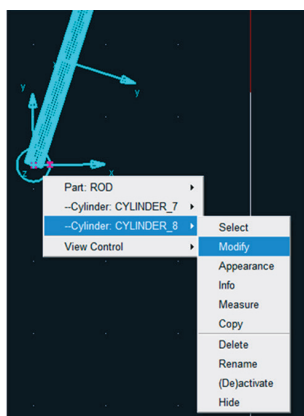 y
y
y
z
x
Part: ROD
--Cylinder: CYLINDER_7
--Cylinder: CYLINDER_8
View Control
Select
Modify
Appearance
Info
Measure
Copy
Delete
Rename
(De)activate
Hide